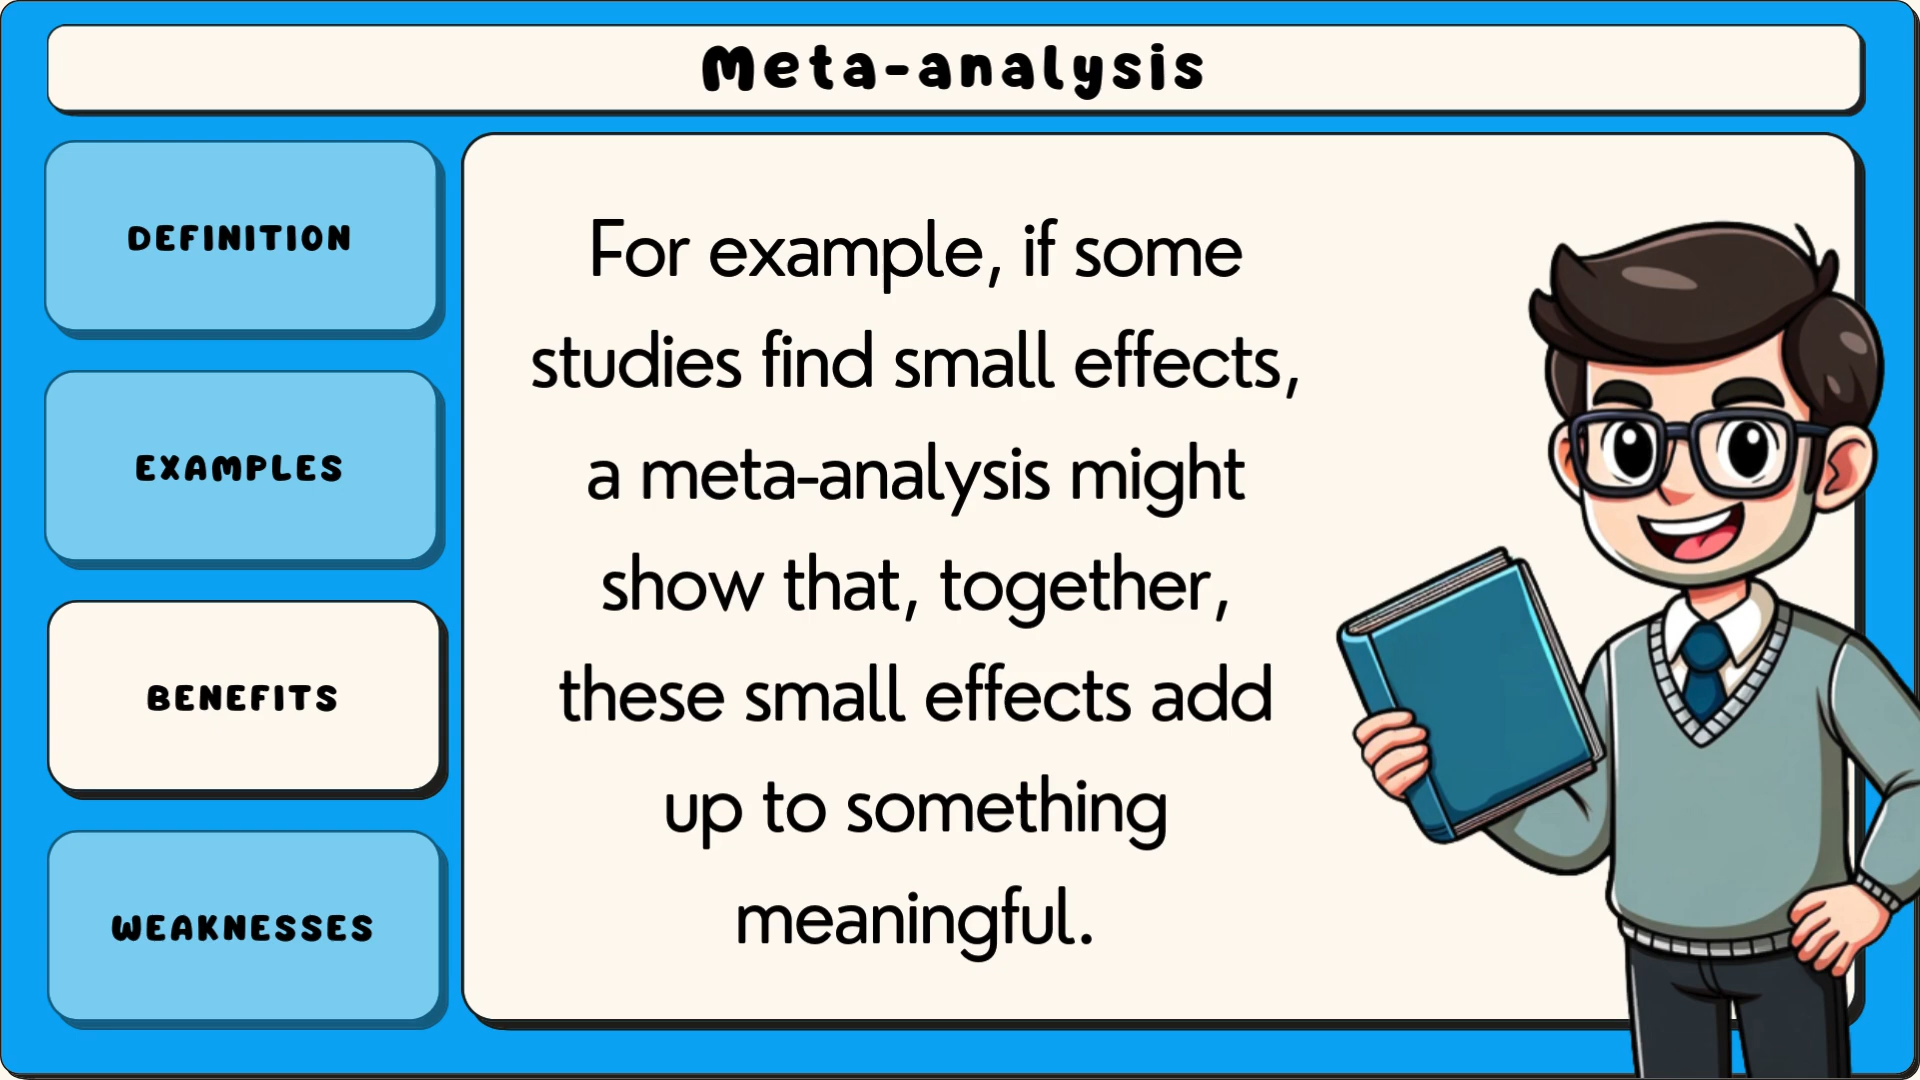 Meta-analysis
DEFINITION
EXAMPLES
BENEFITS
WEAKNESSES
For example, if some
studies find small effects,
a meta-analysis might
show that, together,
these small effects add
up to something
meaningful.